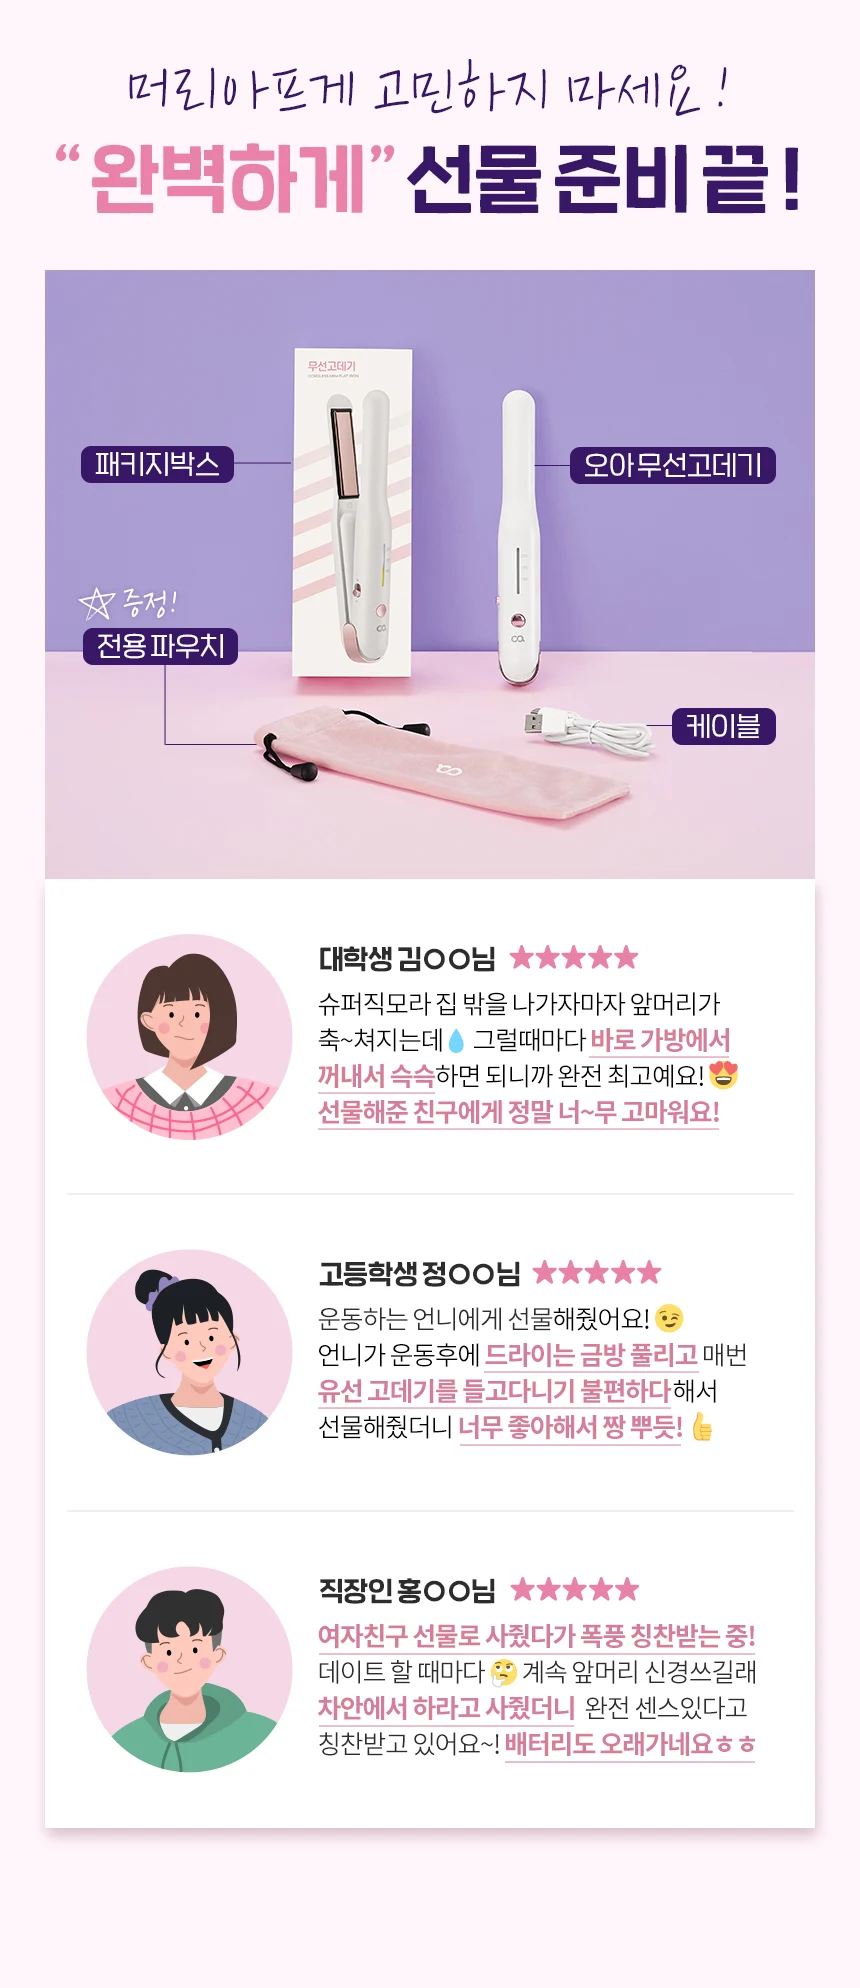 머리아프게 고민하지 마세요!
“완벽하게” 선물 준비 끝!
무선고데기
CORDLESS MINI FLAT IRON
패키지박스
오아 무선고데기
증정!
전용 파우치
케이블
대학생 김○○님 ★★★★★
슈퍼직모라 집 밖을 나가자마자 앞머리가
축~쳐지는데💧 그럴때마다 바로 가방에서
꺼내서 슥슥하면 되니까 완전 최고예요!😍
선물해준 친구에게 정말 너~무 고마워요!
고등학생 정○○님 ★★★★★
운동하는 언니에게 선물해줬어요!😉
언니가 운동후에 드라이는 금방 풀리고 매번
유선 고데기를 들고다니기 불편하다해서
선물해줬더니 너무 좋아해서 짱 뿌듯!👍
직장인 홍○○님 ★★★★★
여자친구 선물로 사줬다가 폭풍 칭찬받는 중!
데이트 할 때마다🤔 계속 앞머리 신경쓰길래
차안에서 하라고 사줬더니 완전 센스있다고
칭찬받고 있어요~! 배터리도 오래가네요ㅎㅎ